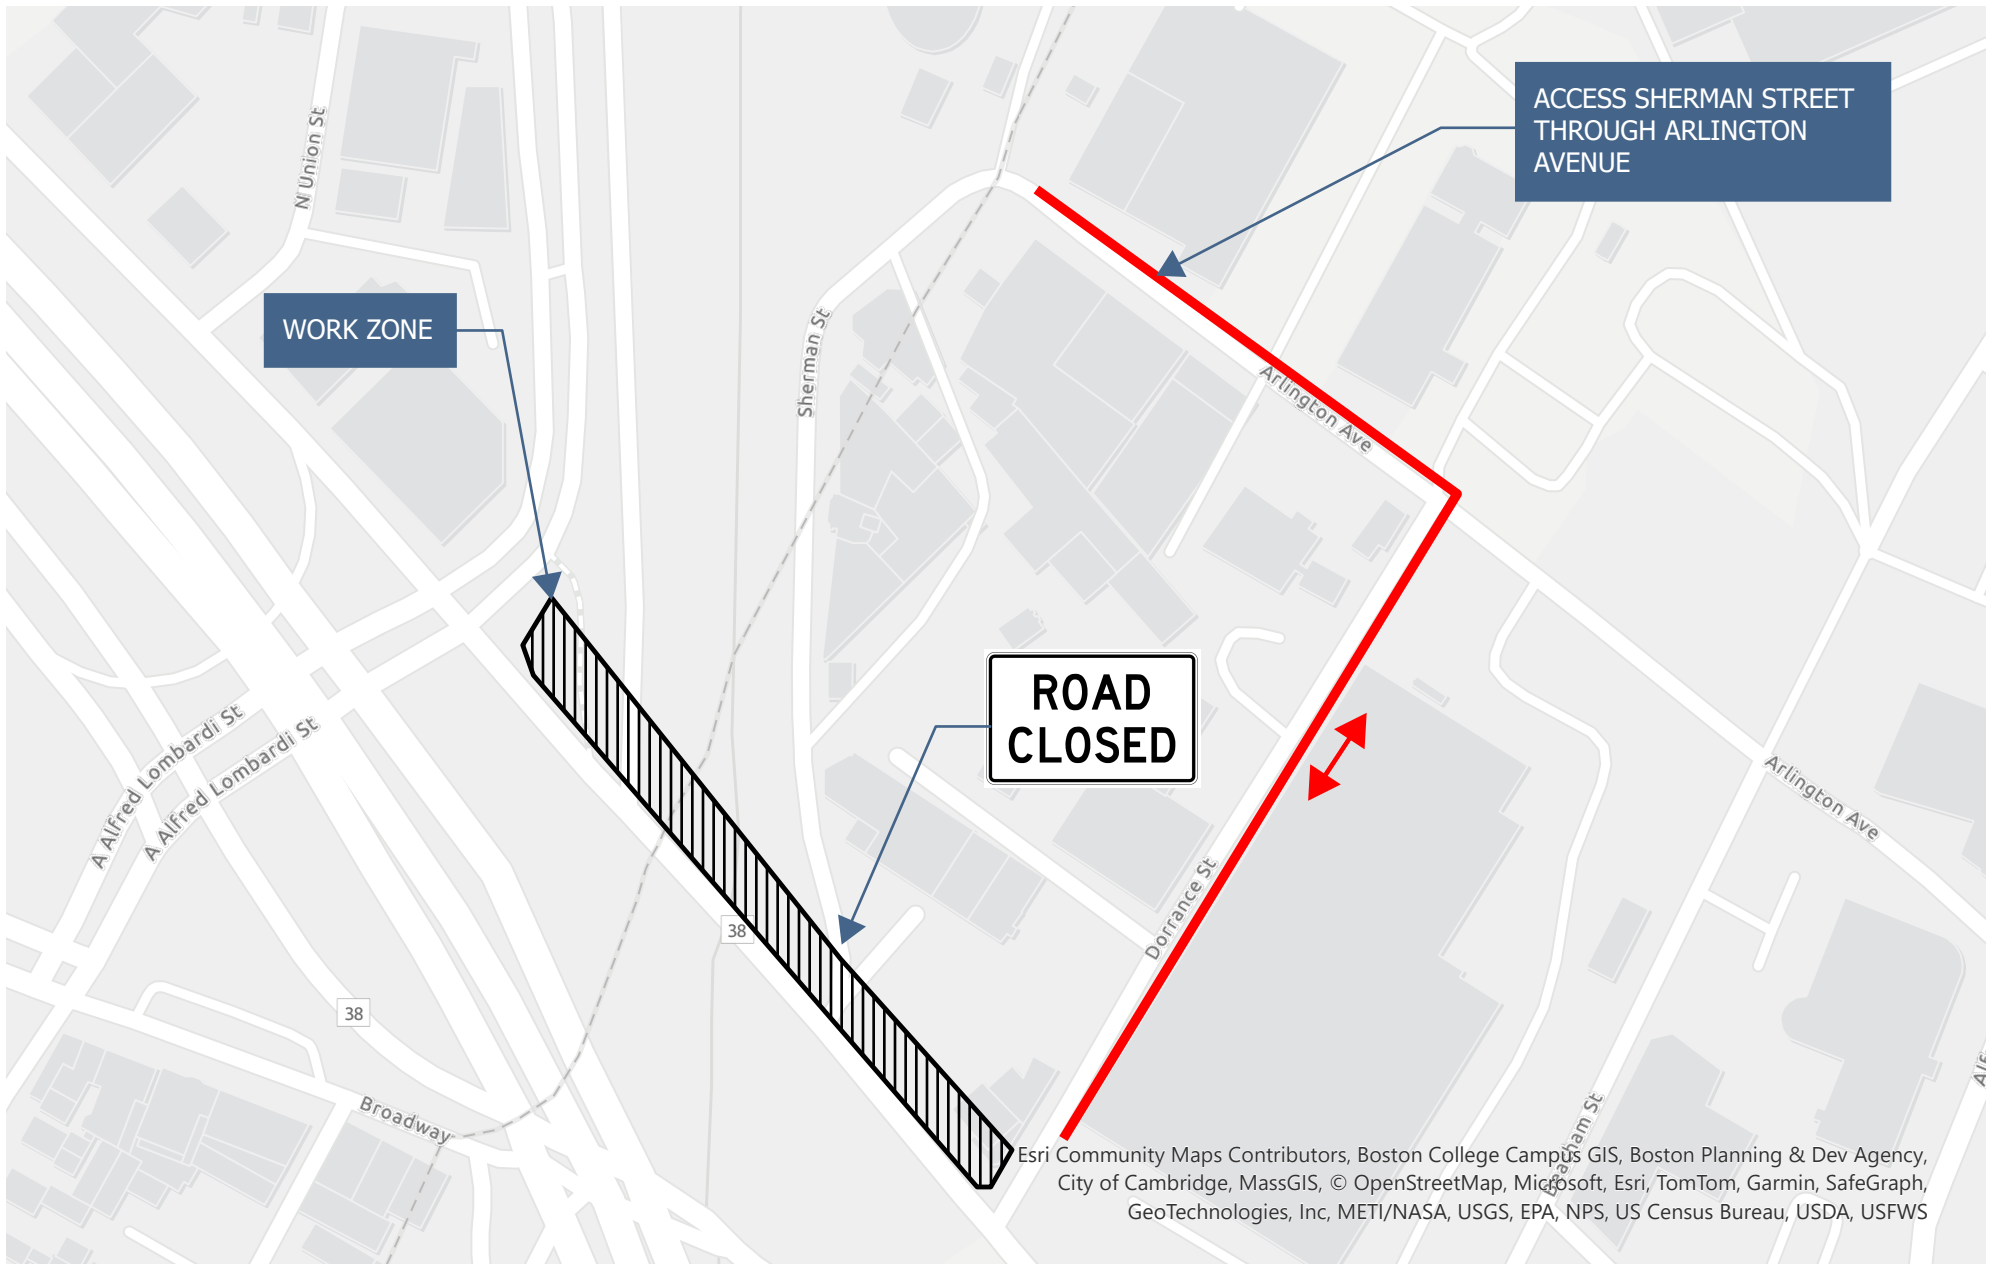 ACCESS SHERMAN STREET
THROUGH ARLINGTON
AVENUE
N Union St
WORK ZONE
Sherman St
Arlington Ave
ROAD
CLOSED
A Alfred Lombardi St
A Alfred Lombardi St
Arlington Ave
Dorrance St
38
38
Broadway
Beacham St
Esri Community Maps Contributors, Boston College Campus GIS, Boston Planning & Dev Agency,
City of Cambridge, MassGIS, © OpenStreetMap, Microsoft, Esri, TomTom, Garmin, SafeGraph,
GeoTechnologies, Inc, METI/NASA, USGS, EPA, NPS, US Census Bureau, USDA, USFWS